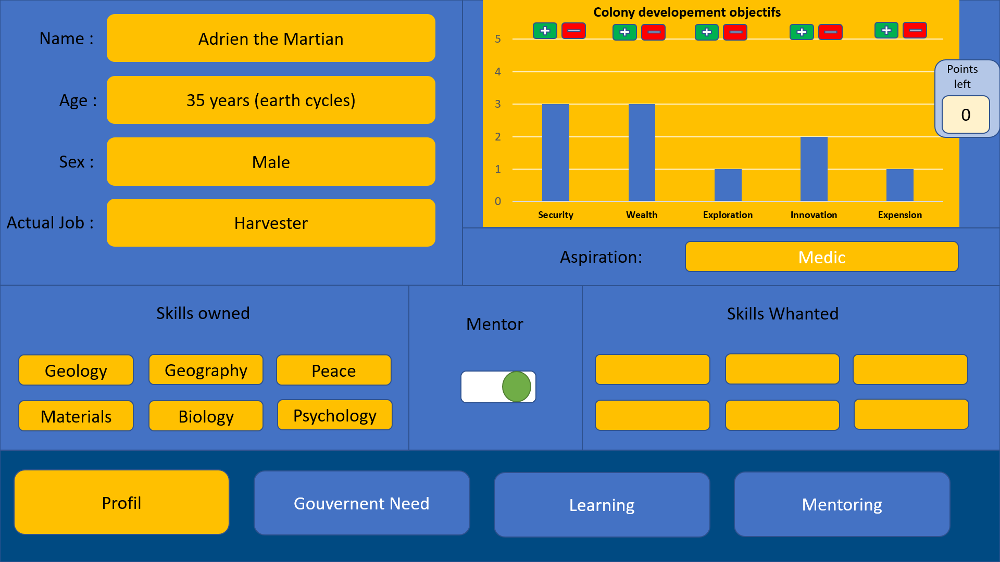 Name :
Adrien the Martian
Age :
35 years (earth cycles)
Sex :
Male
Actual Job :
Harvester
Colony developement objectifs
+ — + — + — + — + —
5
4
3
2
1
0
Security Wealth Exploration Innovation Expension
Points
left
0
Aspiration:
Medic
Skills owned
Geology Geography Peace
Materials Biology Psychology
Mentor
Skills Whanted
Profil
Gouvernent Need
Learning
Mentoring